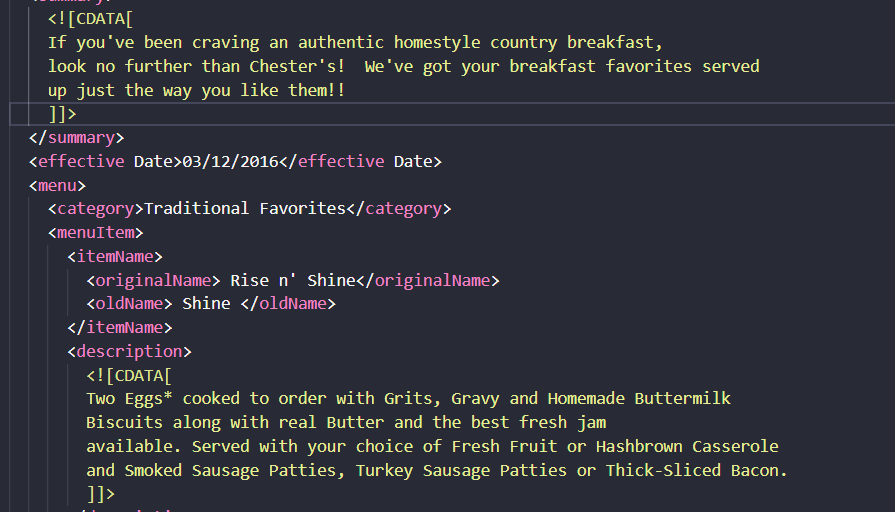 <summary>
<![CDATA[
If you've been craving an authentic homestyle country breakfast,
look no further than Chester's!  We've got your breakfast favorites served
up just the way you like them!!
]]>
</summary>
<effective Date>03/12/2016</effective Date>
<menu>
<category>Traditional Favorites</category>
<menuItem>
<itemName>
<originalName> Rise n' Shine</originalName>
<oldName> Shine </oldName>
</itemName>
<description>
<![CDATA[
Two Eggs* cooked to order with Grits, Gravy and Homemade Buttermilk
Biscuits along with real Butter and the best fresh jam
available. Served with your choice of Fresh Fruit or Hashbrown Casserole
and Smoked Sausage Patties, Turkey Sausage Patties or Thick-Sliced Bacon.
]]>